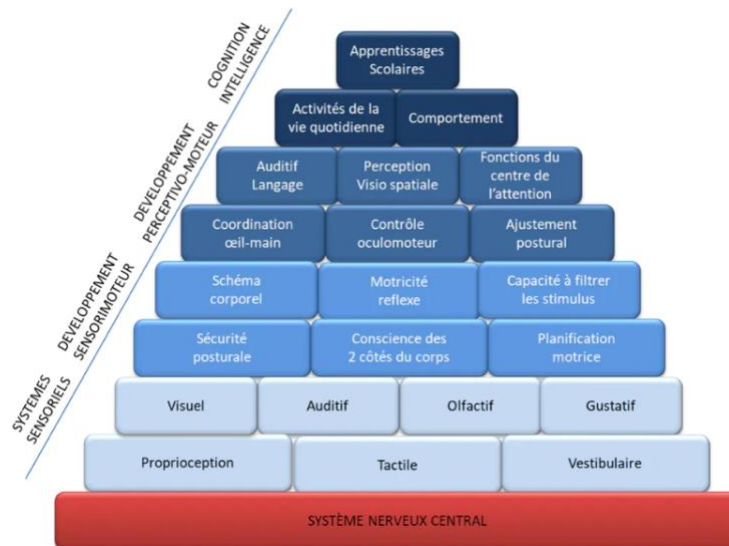 COGNITION
INTELLIGENCE
DEVELOPPEMENT
PERCEPTIVO-MOTEUR
DEVELOPPEMENT
SENSORIMOTEUR
SYSTEMES
SENSORIELS
Apprentissages
Scolaires
Activités de la
vie quotidienne
Comportement
Auditif
Langage
Perception
Visio spatiale
Fonctions du
centre de
l'attention
Coordination
œil-main
Contrôle
oculomoteur
Ajustement
postural
Schéma
corporel
Motricité
reflexe
Capacité à filtrer
les stimulus
Sécurité
posturale
Conscience des
2 côtés du corps
Planification
motrice
Visuel
Auditif
Olfactif
Gustatif
Proprioception
Tactile
Vestibulaire
SYSTÈME NERVEUX CENTRAL